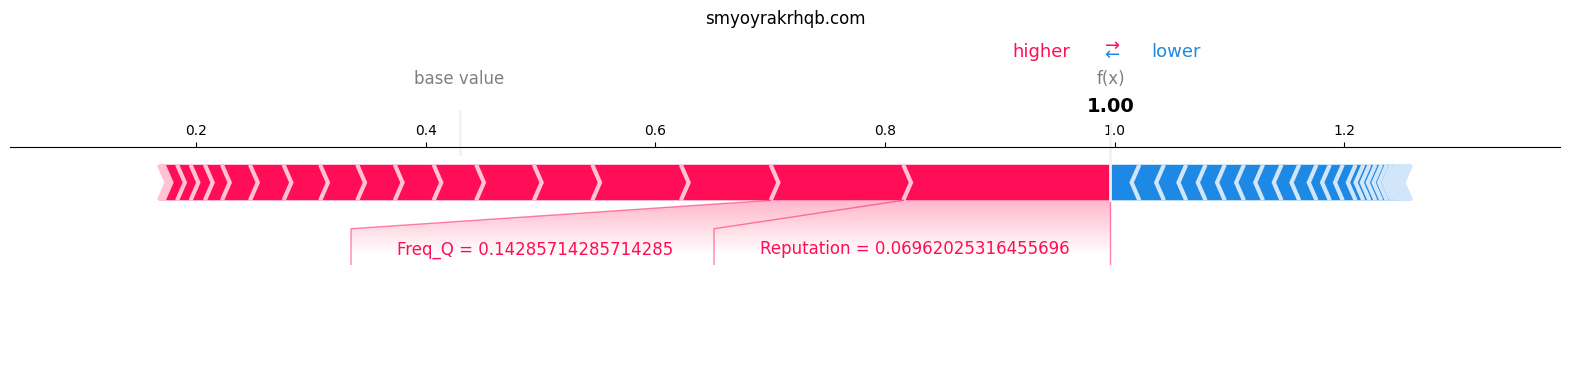 smyoyrakrhqb.com
higher ⇄ lower
base value f(x)
1.00
0.2 0.4 0.6 0.8 1.0 1.2
Freq_Q = 0.14285714285714285 Reputation = 0.06962025316455696